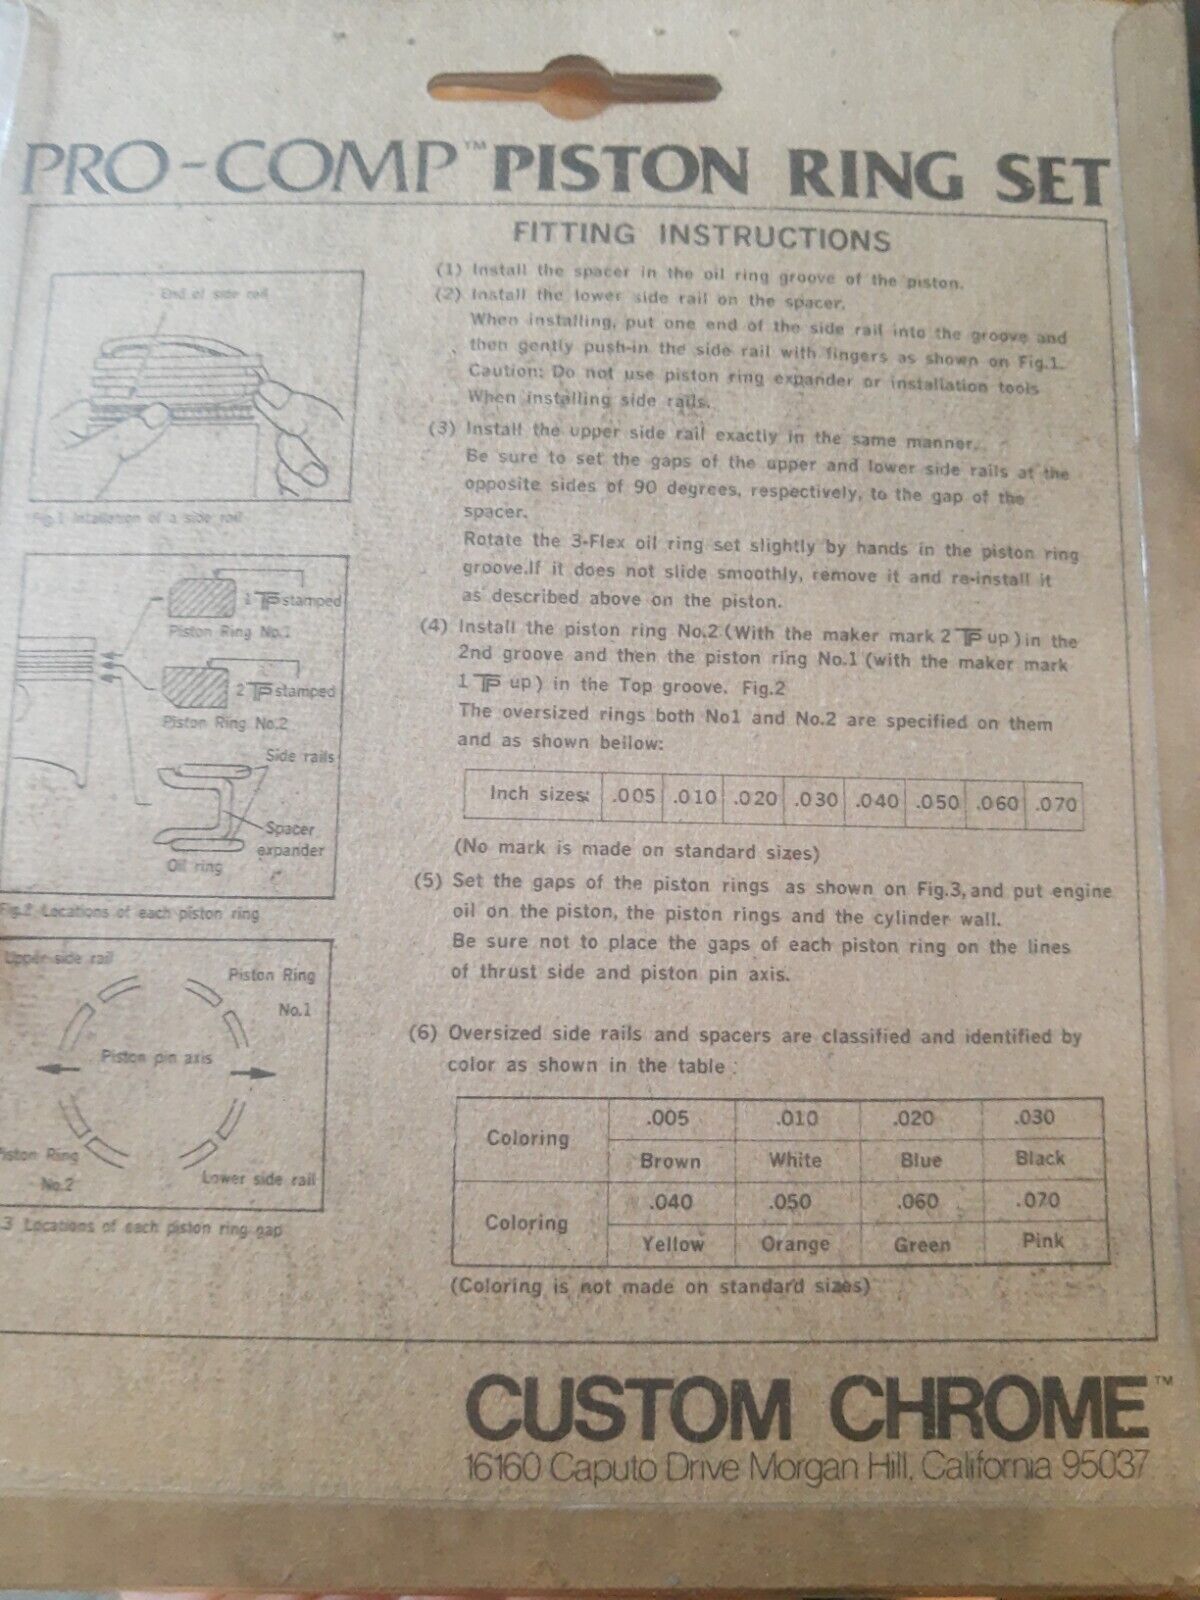 PRO-COMP™ PISTON RING SET
FITTING INSTRUCTIONS
(1) Install the spacer in the oil ring groove of the piston.
(2) Install the lower side rail on the spacer.
When installing, put one end of the side rail into the groove and
then gently push-in the side rail with fingers as shown on Fig.1.
Caution: Do not use piston ring expander or installation tools
When installing side rails.
(3) Install the upper side rail exactly in the same manner.
Be sure to set the gaps of the upper and lower side rails at the
opposite sides of 90 degrees, respectively, to the gap of the
spacer.
Rotate the 3-Flex oil ring set slightly by hands in the piston ring
groove.If it does not slide smoothly, remove it and re-install it
as described above on the piston.
(4) Install the piston ring No.2 (With the maker mark 2 TP up) in the
2nd groove and then the piston ring No.1 (with the maker mark
1 TP up) in the Top groove. Fig.2
The oversized rings both No1 and No.2 are specified on them
and as shown beilow:
Inch sizes: .005 .010 .020 .030 .040 .050 .060 .070
(No mark is made on standard sizes)
(5) Set the gaps of the piston rings as shown on Fig.3, and put engine
oil on the piston, the piston rings and the cylinder wall.
Be sure not to place the gaps of each piston ring on the lines
of thrust side and piston pin axis.
(6) Oversized side rails and spacers are classified and identified by
color as shown in the table :
Coloring .005 .010 .020 .030
Brown White Blue Black
Coloring .040 .050 .060 .070
Yellow Orange Green Pink
(Coloring is not made on standard sizes)
End of side rail
Fig.1 Intallation of a side rail
1 TP stamped
Piston Ring No.1
2 TP stamped
Piston Ring No.2
Side rails
Spacer
expander
Oil ring
Fig.2 Locations of each piston ring
Upper side rail
Piston Ring
No.1
Piston pin axis
Piston Ring
No.2
Lower side rail
.3 Locations of each piston ring gap
CUSTOM CHROME™
16160 Caputo Drive Morgan Hill, California 95037